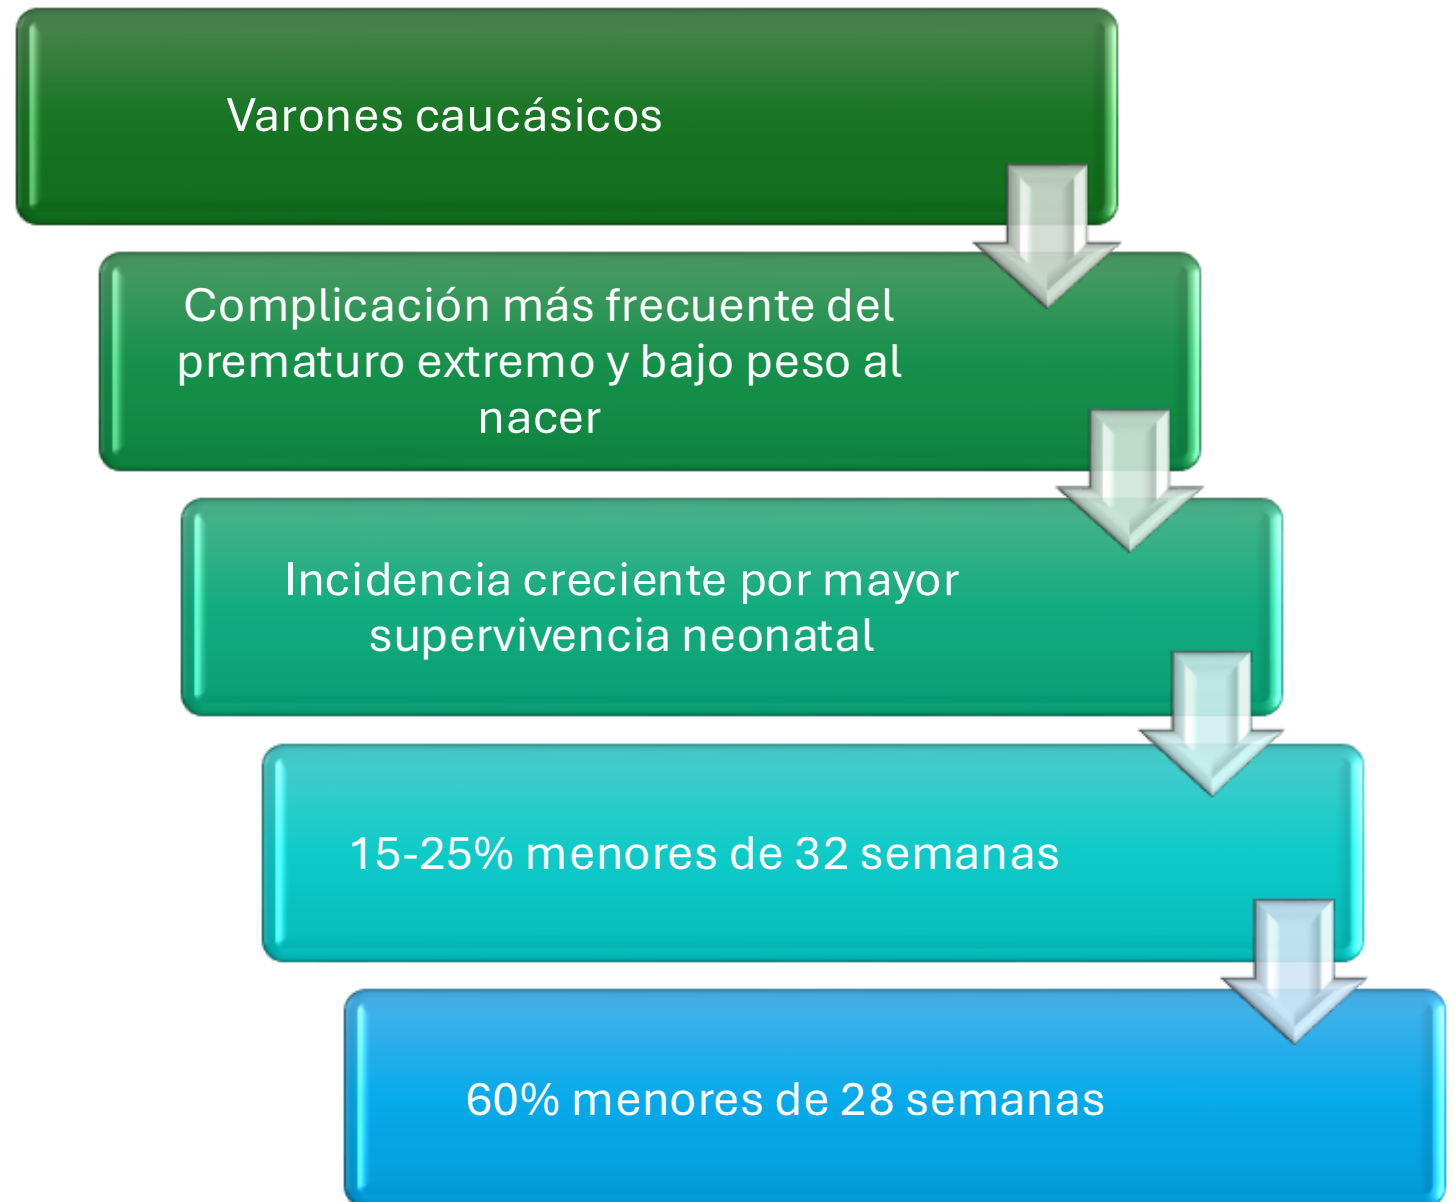 Varones caucásicos
Complicación más frecuente del
prematuro extremo y bajo peso al
nacer
Incidencia creciente por mayor
supervivencia neonatal
15-25% menores de 32 semanas
60% menores de 28 semanas